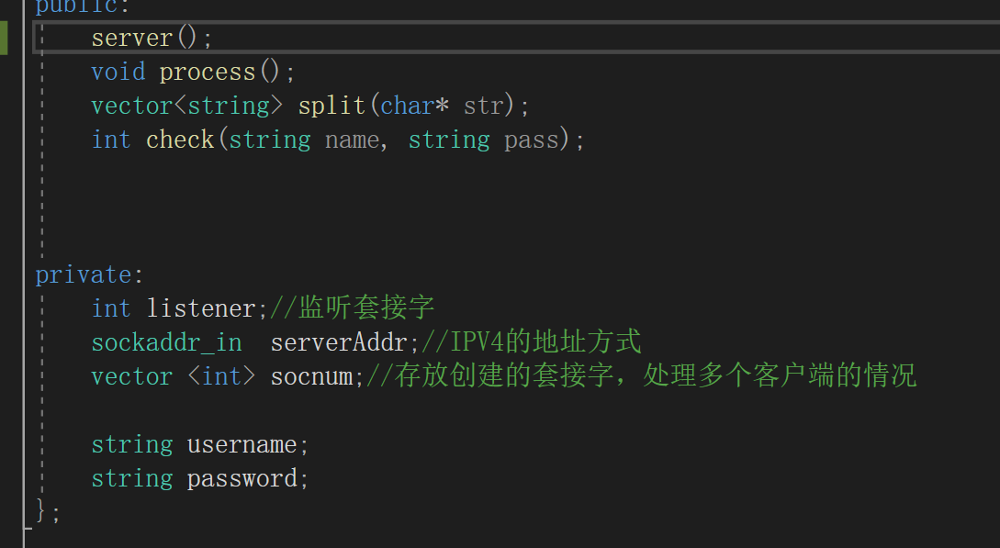 public:
server();
void process();
vector<string> split(char* str);
int check(string name, string pass);
private:
int listener;//监听套接字
sockaddr_in  serverAddr;//IPV4的地址方式
vector <int> socnum;//存放创建的套接字，处理多个客户端的情况
string username;
string password;
};